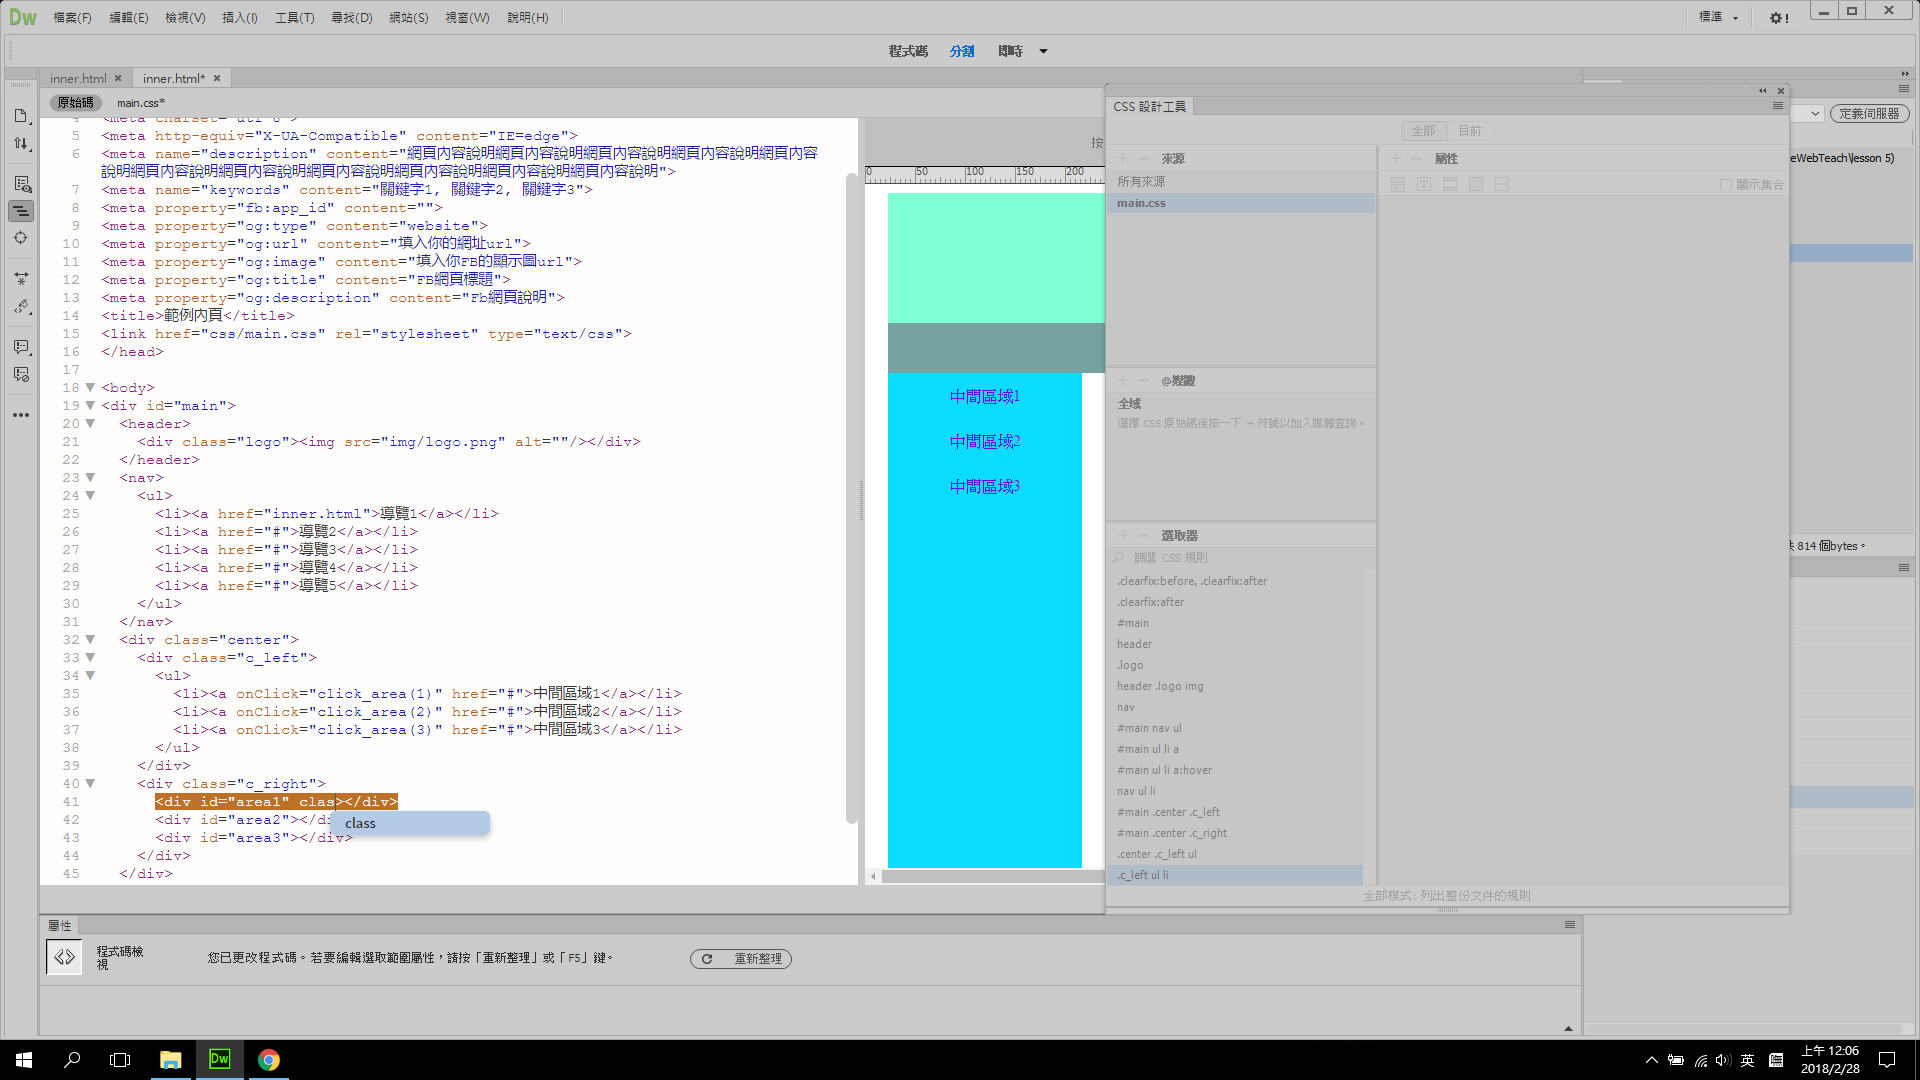 Dw 檔案(F) 編輯(E) 檢視(V) 插入(I) 工具(T) 尋找(D) 網站(S) 視窗(W) 說明(H) 標準
程式碼 分割 即時
inner.html inner.html*
原始碼 main.css*
4 <meta charset="utf-8">
5 <meta http-equiv="X-UA-Compatible" content="IE=edge">
6 <meta name="description" content="網頁內容說明網頁內容說明網頁內容說明網頁內容說明網頁內容
說明網頁內容說明網頁內容說明網頁內容說明網頁內容說明網頁內容說明網頁內容說明">
7 <meta name="keywords" content="關鍵字1, 關鍵字2, 關鍵字3">
8 <meta property="fb:app_id" content="">
9 <meta property="og:type" content="website">
10 <meta property="og:url" content="填入你的網址url">
11 <meta property="og:image" content="填入你FB的顯示圖url">
12 <meta property="og:title" content="FB網頁標題">
13 <meta property="og:description" content="Fb網頁說明">
14 <title>範例內頁</title>
15 <link href="css/main.css" rel="stylesheet" type="text/css">
16 </head>
17
18 <body>
19 <div id="main">
20 <header>
21 <div class="logo"><img src="img/logo.png" alt=""/></div>
22 </header>
23 <nav>
24 <ul>
25 <li><a href="inner.html">導覽1</a></li>
26 <li><a href="#">導覽2</a></li>
27 <li><a href="#">導覽3</a></li>
28 <li><a href="#">導覽4</a></li>
29 <li><a href="#">導覽5</a></li>
30 </ul>
31 </nav>
32 <div class="center">
33 <div class="c_left">
34 <ul>
35 <li><a onClick="click_area(1)" href="#">中間區域1</a></li>
36 <li><a onClick="click_area(2)" href="#">中間區域2</a></li>
37 <li><a onClick="click_area(3)" href="#">中間區域3</a></li>
38 </ul>
39 </div>
40 <div class="c_right">
41 <div id="area1" clas></div>
42 <div id="area2"></di
class
43 <div id="area3"></div>
44 </div>
45 </div>
按
0 50 100 150 200
中間區域1
中間區域2
中間區域3
CSS 設計工具
全部 目前
來源
所有來源
main.css
屬性
顯示集合
@媒體
全域
選擇 CSS 原始碼後按一下 + 符號以加入媒體查詢。
選取器
篩選 CSS 規則
.clearfix:before, .clearfix:after
.clearfix:after
#main
header
.logo
header .logo img
nav
#main nav ul
#main ul li a
#main ul li a:hover
nav ul li
#main .center .c_left
#main .center .c_right
.center .c_left ul
.c_left ul li
全部模式: 列出整份文件的規則
定義伺服器
eWebTeach\lesson 5)
814 個bytes。
屬性
程式碼檢
視
您已更改程式碼。若要編輯選取範圍屬性，請按「重新整理」或「F5」鍵。
重新整理
Dw
英
上午 12:06
2018/2/28